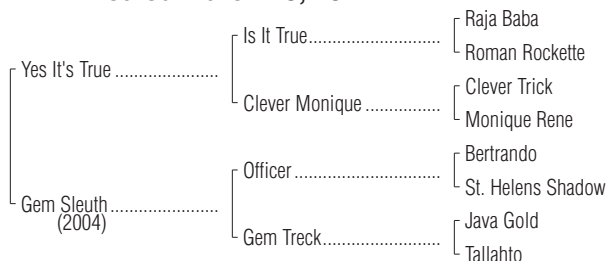 Raja Baba
Is It True
Roman Rockette
Yes It's True
Clever Trick
Clever Monique
Monique Rene
Bertrando
Officer
St. Helens Shadow
Gem Sleuth
(2004)
Java Gold
Gem Treck
Tallahto